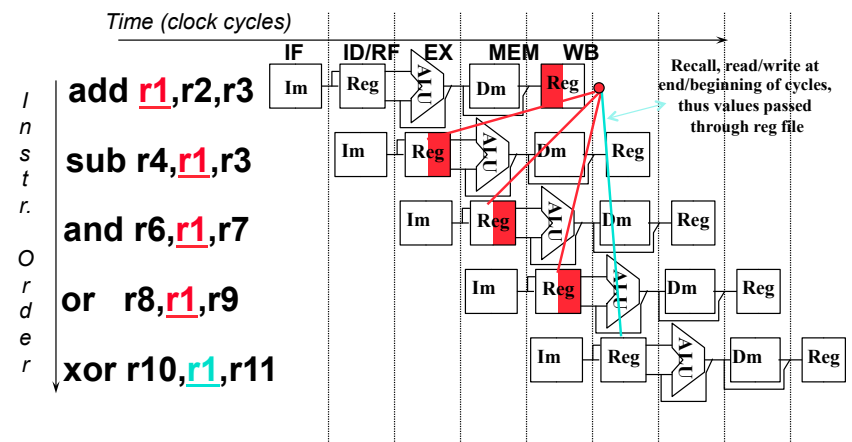 Time (clock cycles)
IF ID/RF EX MEM WB
Recall, read/write at
end/beginning of cycles,
thus values passed
through reg file
Instr. Order
add r1,r2,r3
Im Reg ALU Dm Reg
sub r4,r1,r3
Im Reg ALU Dm Reg
and r6,r1,r7
Im Reg ALU Dm Reg
or r8,r1,r9
Im Reg ALU Dm Reg
xor r10,r1,r11
Im Reg ALU Dm Reg